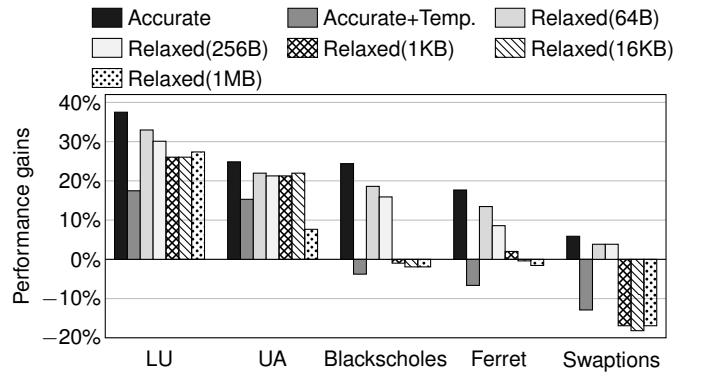 Accurate Accurate+Temp. Relaxed(64B)
Relaxed(256B) Relaxed(1KB) Relaxed(16KB)
Relaxed(1MB)
Performance gains
40%
30%
20%
10%
0%
−10%
−20%
LU UA Blackscholes Ferret Swaptions